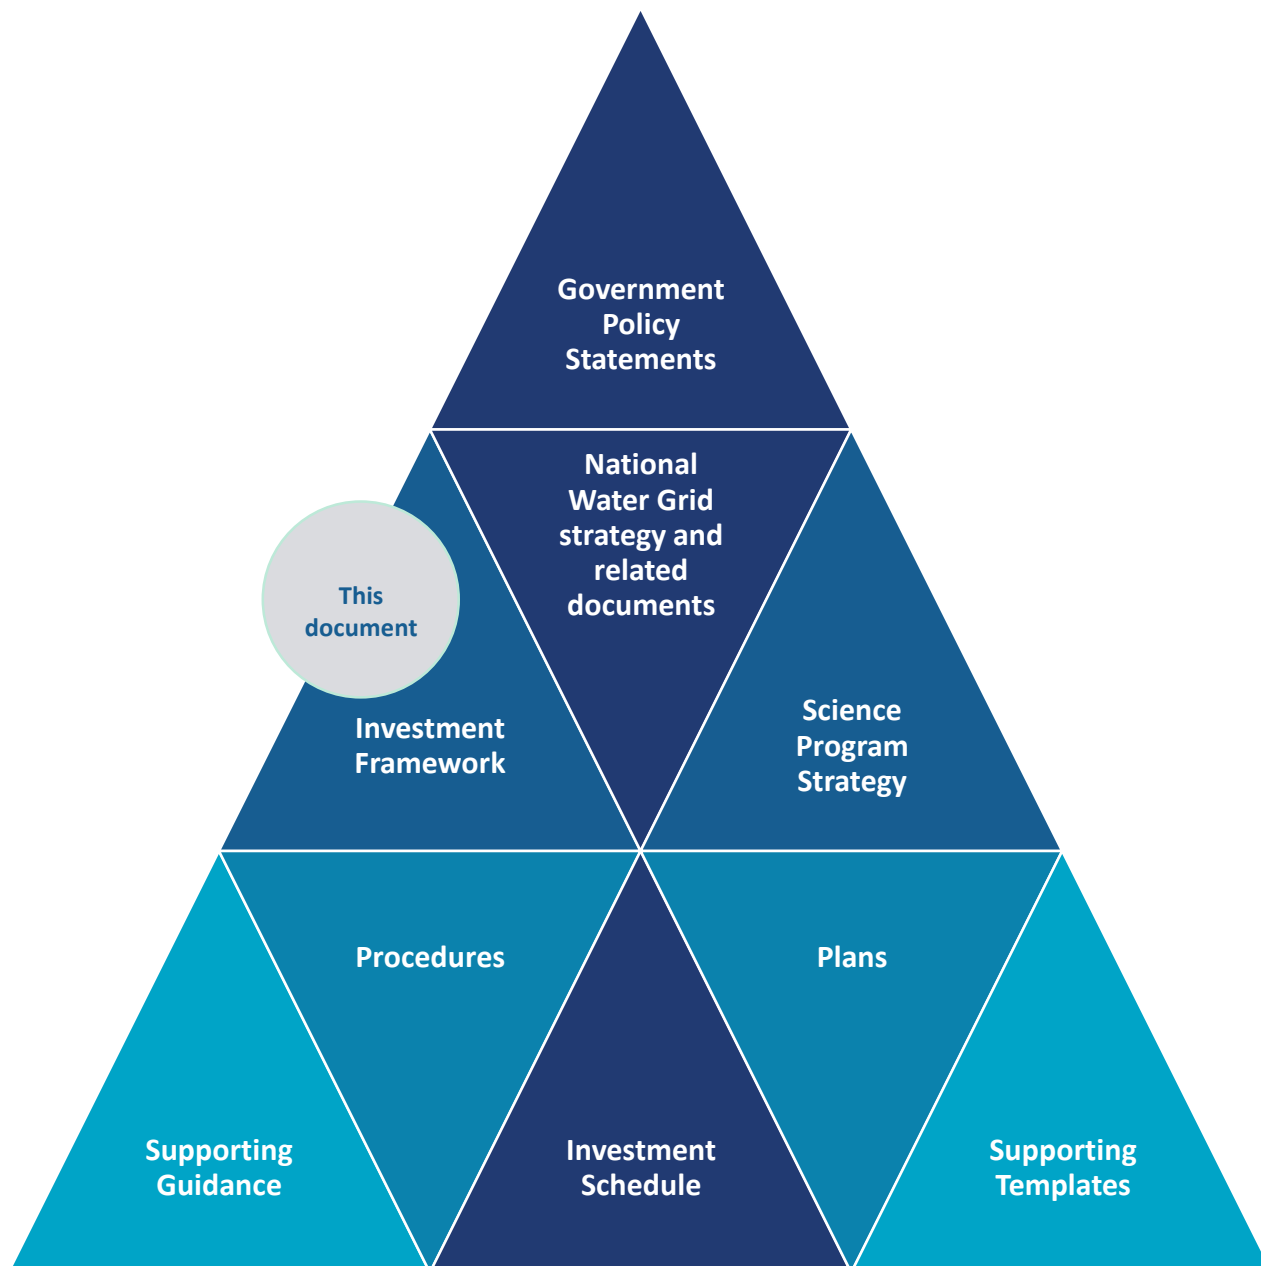 Government
Policy
Statements
National
Water Grid
strategy and
related
documents
This
document
Investment
Framework
Science
Program
Strategy
Procedures
Plans
Supporting
Guidance
Investment
Schedule
Supporting
Templates